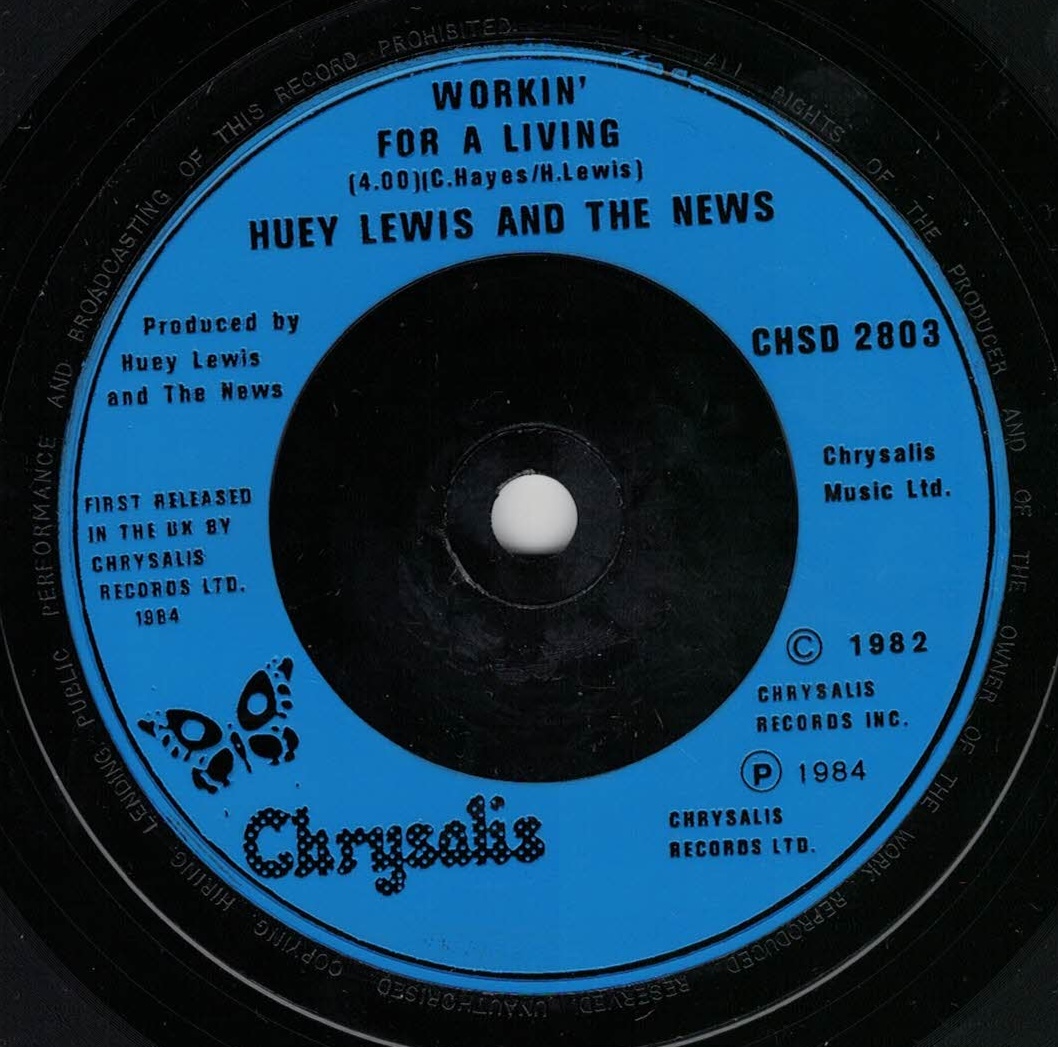 WORKIN'
FOR A LIVING
(4.00)(C.Hayes/H.Lewis)
HUEY LEWIS AND THE NEWS
Produced by
Huey Lewis
and The News
CHSD 2803
Chrysalis
Music Ltd.
FIRST RELEASED
IN THE UK BY
CHRYSALIS
RECORDS LTD.
1984
© 1982
CHRYSALIS
RECORDS INC.
Ⓟ 1984
CHRYSALIS
RECORDS LTD.
Chrysalis
ALL RIGHTS OF THE PRODUCER AND OF THE OWNER OF THE WORK REPRODUCED RESERVED. UNAUTHORISED COPYING, HIRING, LENDING, PUBLIC PERFORMANCE AND BROADCASTING OF THIS RECORD PROHIBITED.